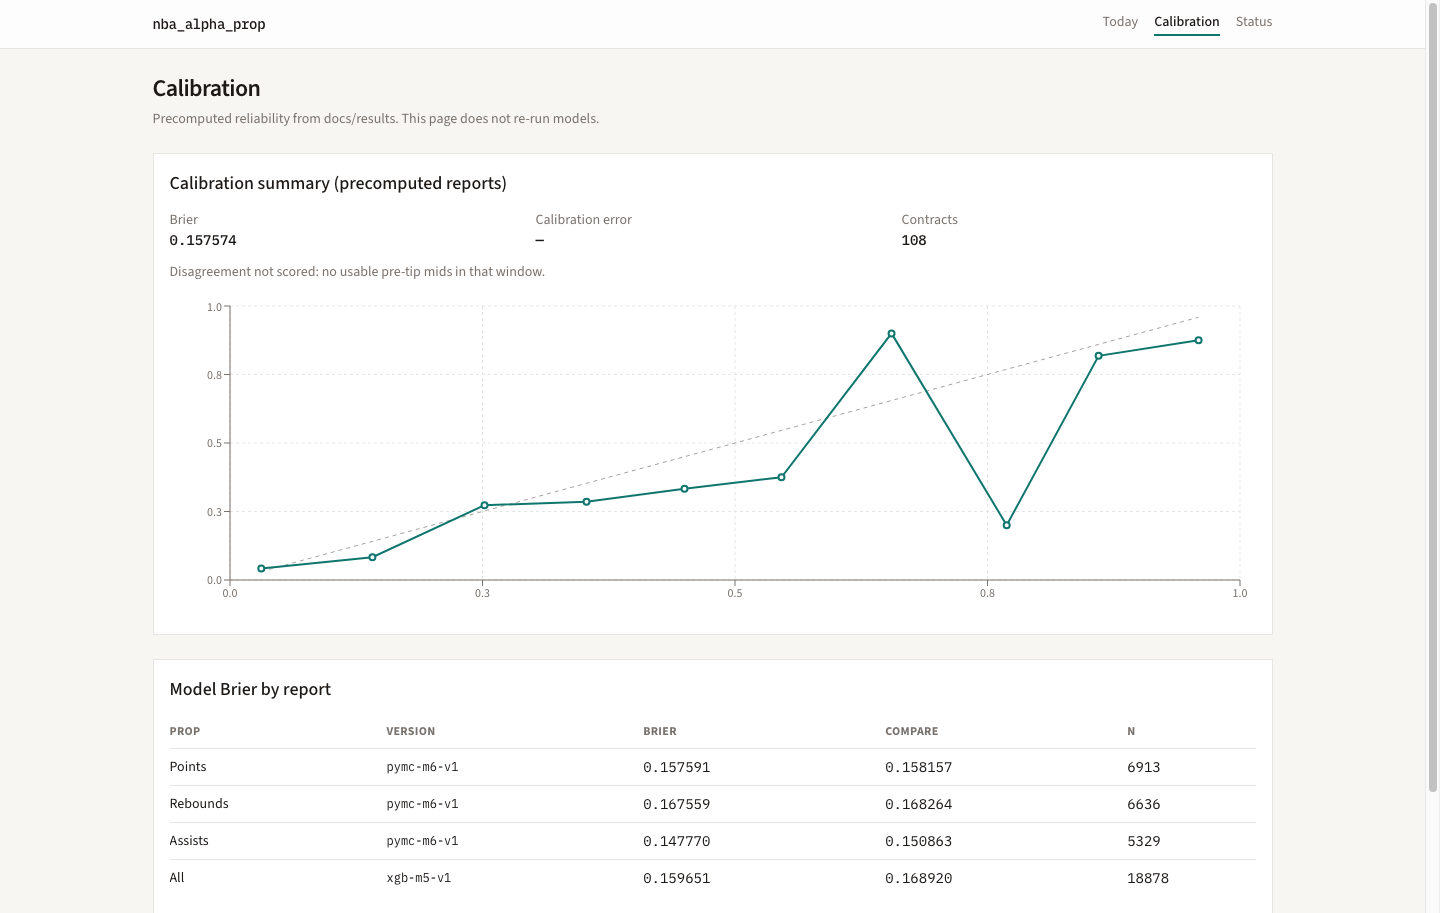 nba_alpha_prop
Today Calibration Status
Calibration
Precomputed reliability from docs/results. This page does not re-run models.
Calibration summary (precomputed reports)
Brier Calibration error Contracts
0.157574 — 108
Disagreement not scored: no usable pre-tip mids in that window.
1.0
0.8
0.5
0.3
0.0
0.0 0.3 0.5 0.8 1.0
Model Brier by report
PROP VERSION BRIER COMPARE N
Points pymc-m6-v1 0.157591 0.158157 6913
Rebounds pymc-m6-v1 0.167559 0.168264 6636
Assists pymc-m6-v1 0.147770 0.150863 5329
All xgb-m5-v1 0.159651 0.168920 18878